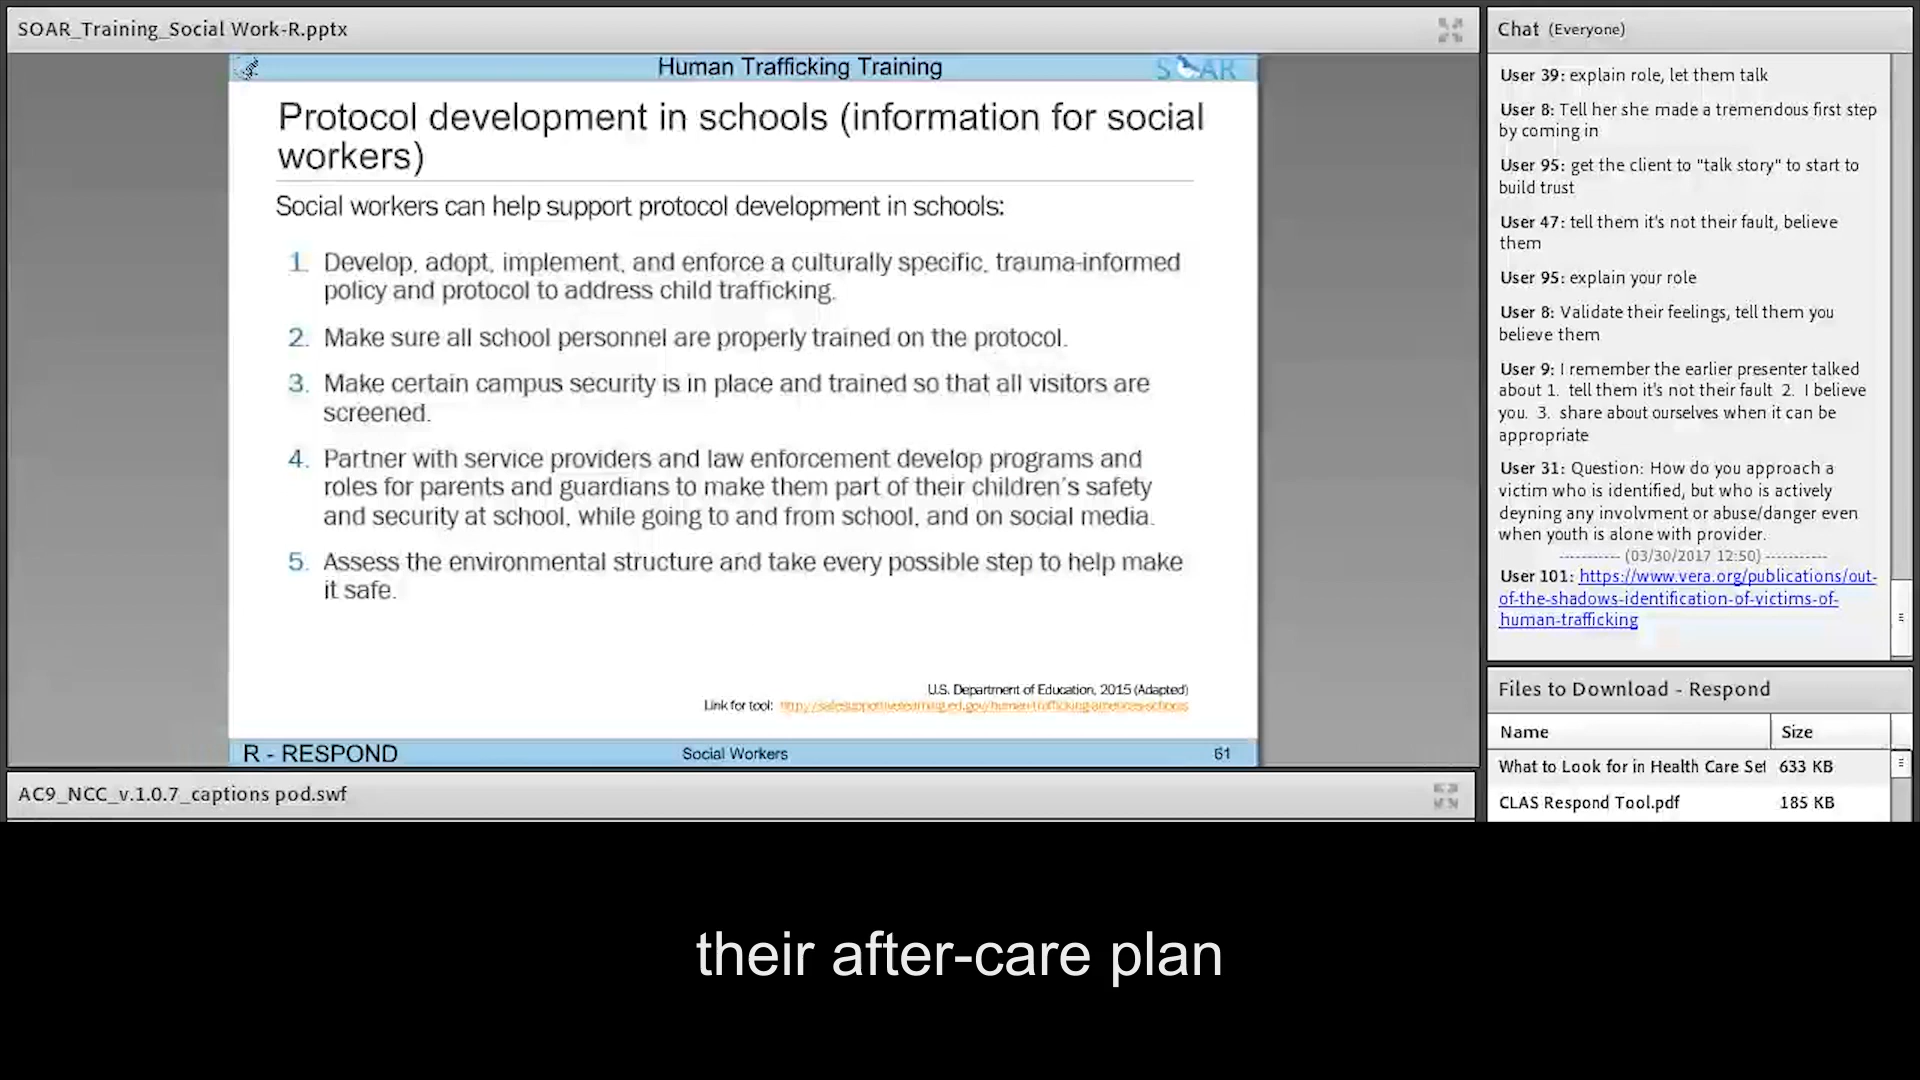 SOAR_Training_Social Work-R.pptx
Human Trafficking Training
SOAR
Protocol development in schools (information for social
workers)
Social workers can help support protocol development in schools:
1. Develop, adopt, implement, and enforce a culturally specific, trauma-informed
policy and protocol to address child trafficking.
2. Make sure all school personnel are properly trained on the protocol.
3. Make certain campus security is in place and trained so that all visitors are
screened.
4. Partner with service providers and law enforcement develop programs and
roles for parents and guardians to make them part of their children's safety
and security at school, while going to and from school, and on social media.
5. Assess the environmental structure and take every possible step to help make
it safe.
U.S. Department of Education, 2015 (Adapted)
Link for tool: http://safesupportivelearning.ed.gov/human-trafficking-americas-schools
R - RESPOND
Social Workers
61
AC9_NCC_v.1.0.7_captions pod.swf
their after-care plan
Chat (Everyone)
User 39: explain role, let them talk
User 8: Tell her she made a tremendous first step
by coming in
User 95: get the client to "talk story" to start to
build trust
User 47: tell them it's not their fault, believe
them
User 95: explain your role
User 8: Validate their feelings, tell them you
believe them
User 9: I remember the earlier presenter talked
about 1. tell them it's not their fault 2. I believe
you. 3. share about ourselves when it can be
appropriate
User 31: Question: How do you approach a
victim who is identified, but who is actively
deyning any involvment or abuse/danger even
when youth is alone with provider.
---------- (03/30/2017 12:50) ----------
User 101: https://www.vera.org/publications/out-
of-the-shadows-identification-of-victims-of-
human-trafficking
Files to Download - Respond
Name Size
What to Look for in Health Care Set 633 KB
CLAS Respond Tool.pdf 185 KB